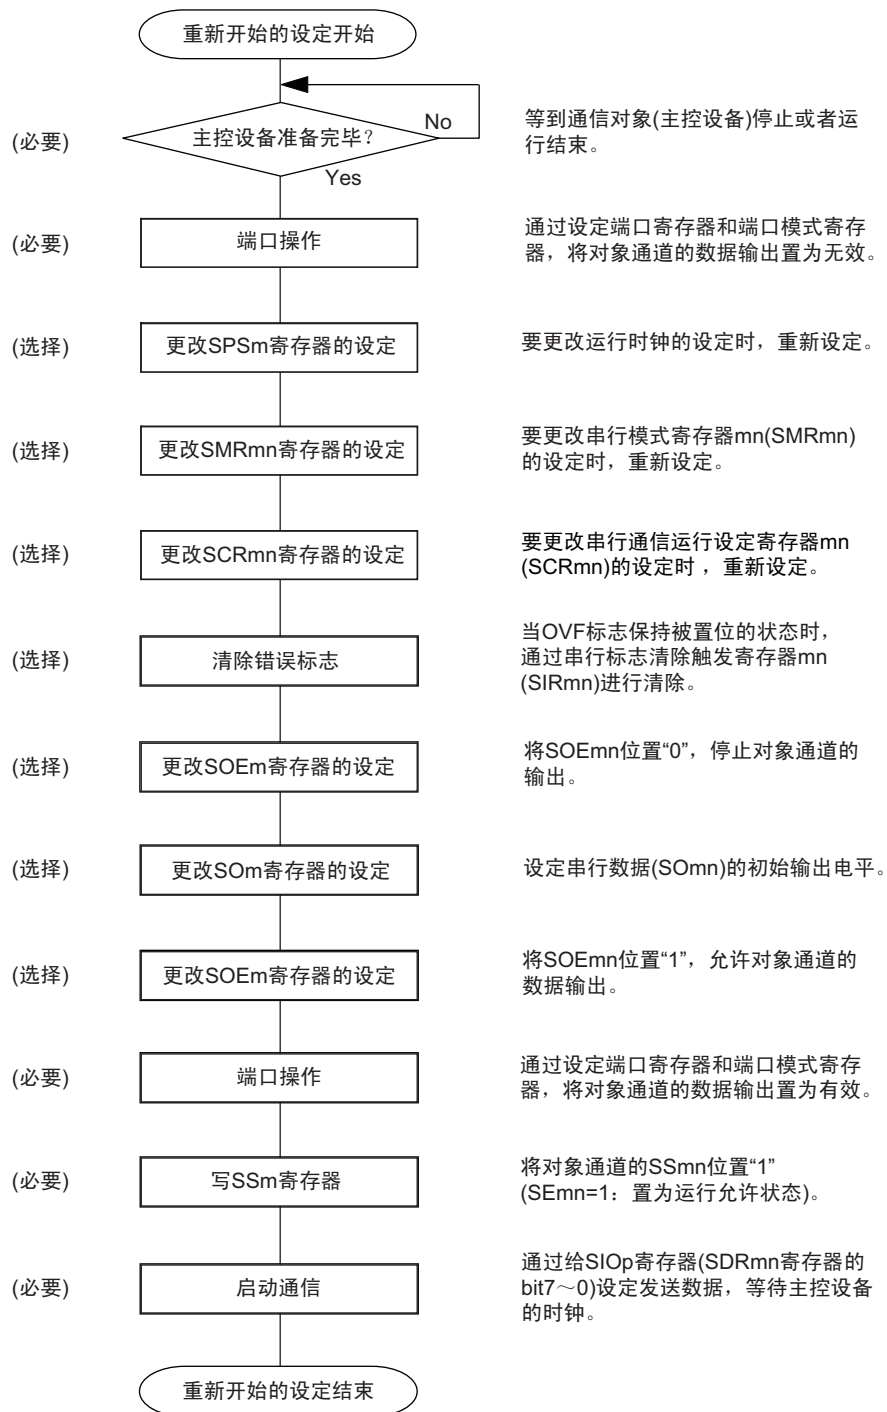 重新开始的设定开始
No
(必要)
主控设备准备完毕？
等到通信对象(主控设备)停止或者运
行结束。
Yes
(必要)
端口操作
通过设定端口寄存器和端口模式寄存
器，将对象通道的数据输出置为无效。
(选择)
更改SPSm寄存器的设定
要更改运行时钟的设定时，重新设定。
(选择)
更改SMRmn寄存器的设定
要更改串行模式寄存器mn(SMRmn)
的设定时，重新设定。
(选择)
更改SCRmn寄存器的设定
要更改串行通信运行设定寄存器mn
(SCRmn)的设定时，重新设定。
(选择)
清除错误标志
当OVF标志保持被置位的状态时，
通过串行标志清除触发寄存器mn
(SIRmn)进行清除。
(选择)
更改SOEm寄存器的设定
将SOEmn位置“0”，停止对象通道的
输出。
(选择)
更改SOm寄存器的设定
设定串行数据(SOmn)的初始输出电平。
(选择)
更改SOEm寄存器的设定
将SOEmn位置“1”，允许对象通道的
数据输出。
(必要)
端口操作
通过设定端口寄存器和端口模式寄存
器，将对象通道的数据输出置为有效。
(必要)
写SSm寄存器
将对象通道的SSmn位置“1”
(SEmn=1：置为运行允许状态)。
(必要)
启动通信
通过给SIOp寄存器(SDRmn寄存器的
bit7～0)设定发送数据，等待主控设备
的时钟。
重新开始的设定结束